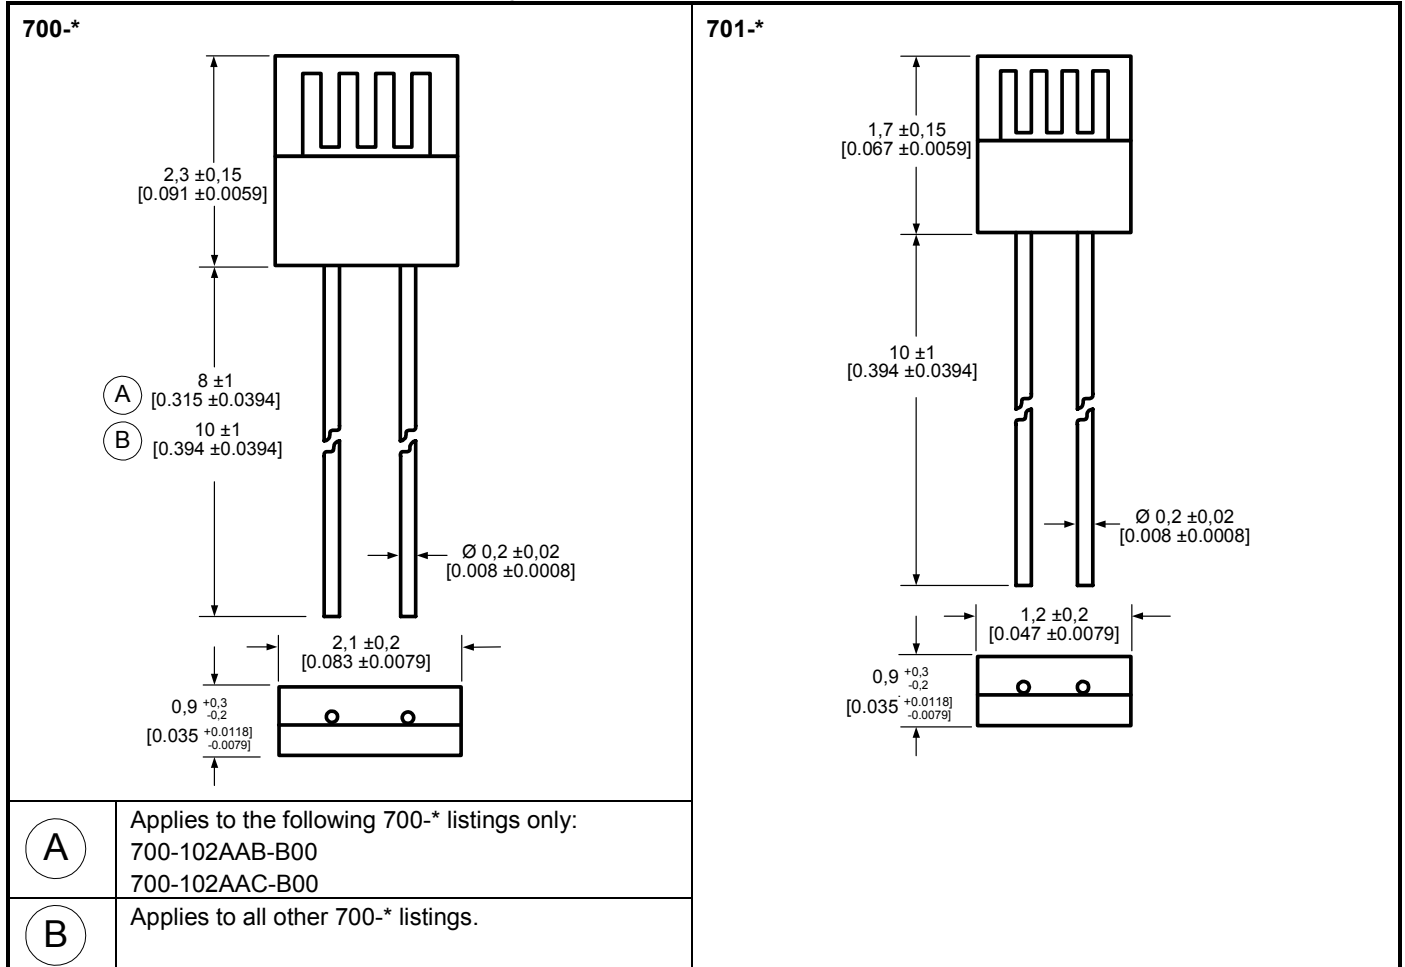 700-*
2,3 ±0,15
[0.091 ±0.0059]
A
8 ±1
[0.315 ±0.0394]
B
10 ±1
[0.394 ±0.0394]
Ø 0,2 ±0,02
[0.008 ±0.0008]
2,1 ±0,2
[0.083 ±0.0079]
0,9 +0,3
-0,2
[0.035 +0.0118]
-0.0079]
701-*
1,7 ±0,15
[0.067 ±0.0059]
10 ±1
[0.394 ±0.0394]
Ø 0,2 ±0,02
[0.008 ±0.0008]
1,2 ±0,2
[0.047 ±0.0079]
0,9 +0,3
-0,2
[0.035 +0.0118]
-0.0079]
A
Applies to the following 700-* listings only:
700-102AAB-B00
700-102AAC-B00
B
Applies to all other 700-* listings.